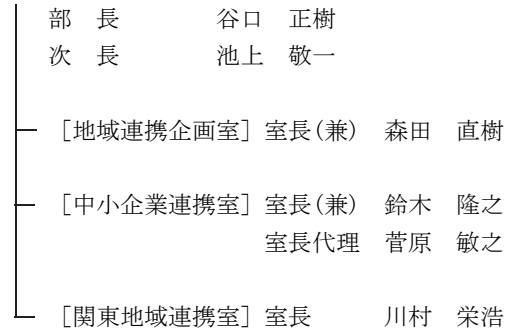 部　長　　　　谷口　正樹
次　長　　　　池上　敬一
［地域連携企画室］室長（兼）　森田　直樹
［中小企業連携室］室長（兼）　鈴木　隆之
室長代理　菅原　敏之
［関東地域連携室］室長　　　川村　栄浩